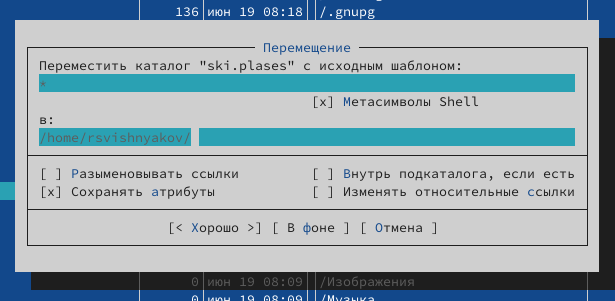 136 июн 19 08:18 /.gnupg
Перемещение
Переместить каталог "ski.plases" с исходным шаблоном:
*
[x] Метасимволы Shell
в:
/home/rsvishnyakov/
[ ] Разыменовывать ссылки [ ] Внутрь подкаталога, если есть
[x] Сохранять атрибуты [ ] Изменять относительные ссылки
[< Хорошо >] [ В фоне ] [ Отмена ]
0 июн 19 08:09 /Изображения
0 июн 19 08:09 /Музыка